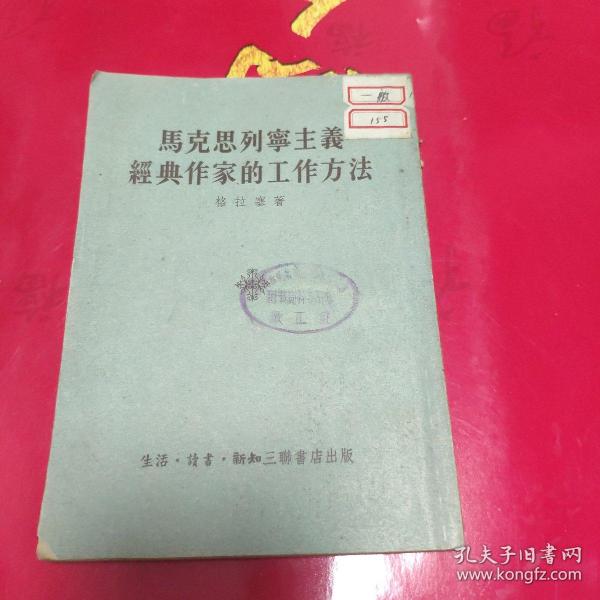 一般
155
馬克思列寧主義
經典作家的工作方法
格拉塞著
生活·讀書·新知三聯書店出版
孔夫子旧书网
www.kongfz.com